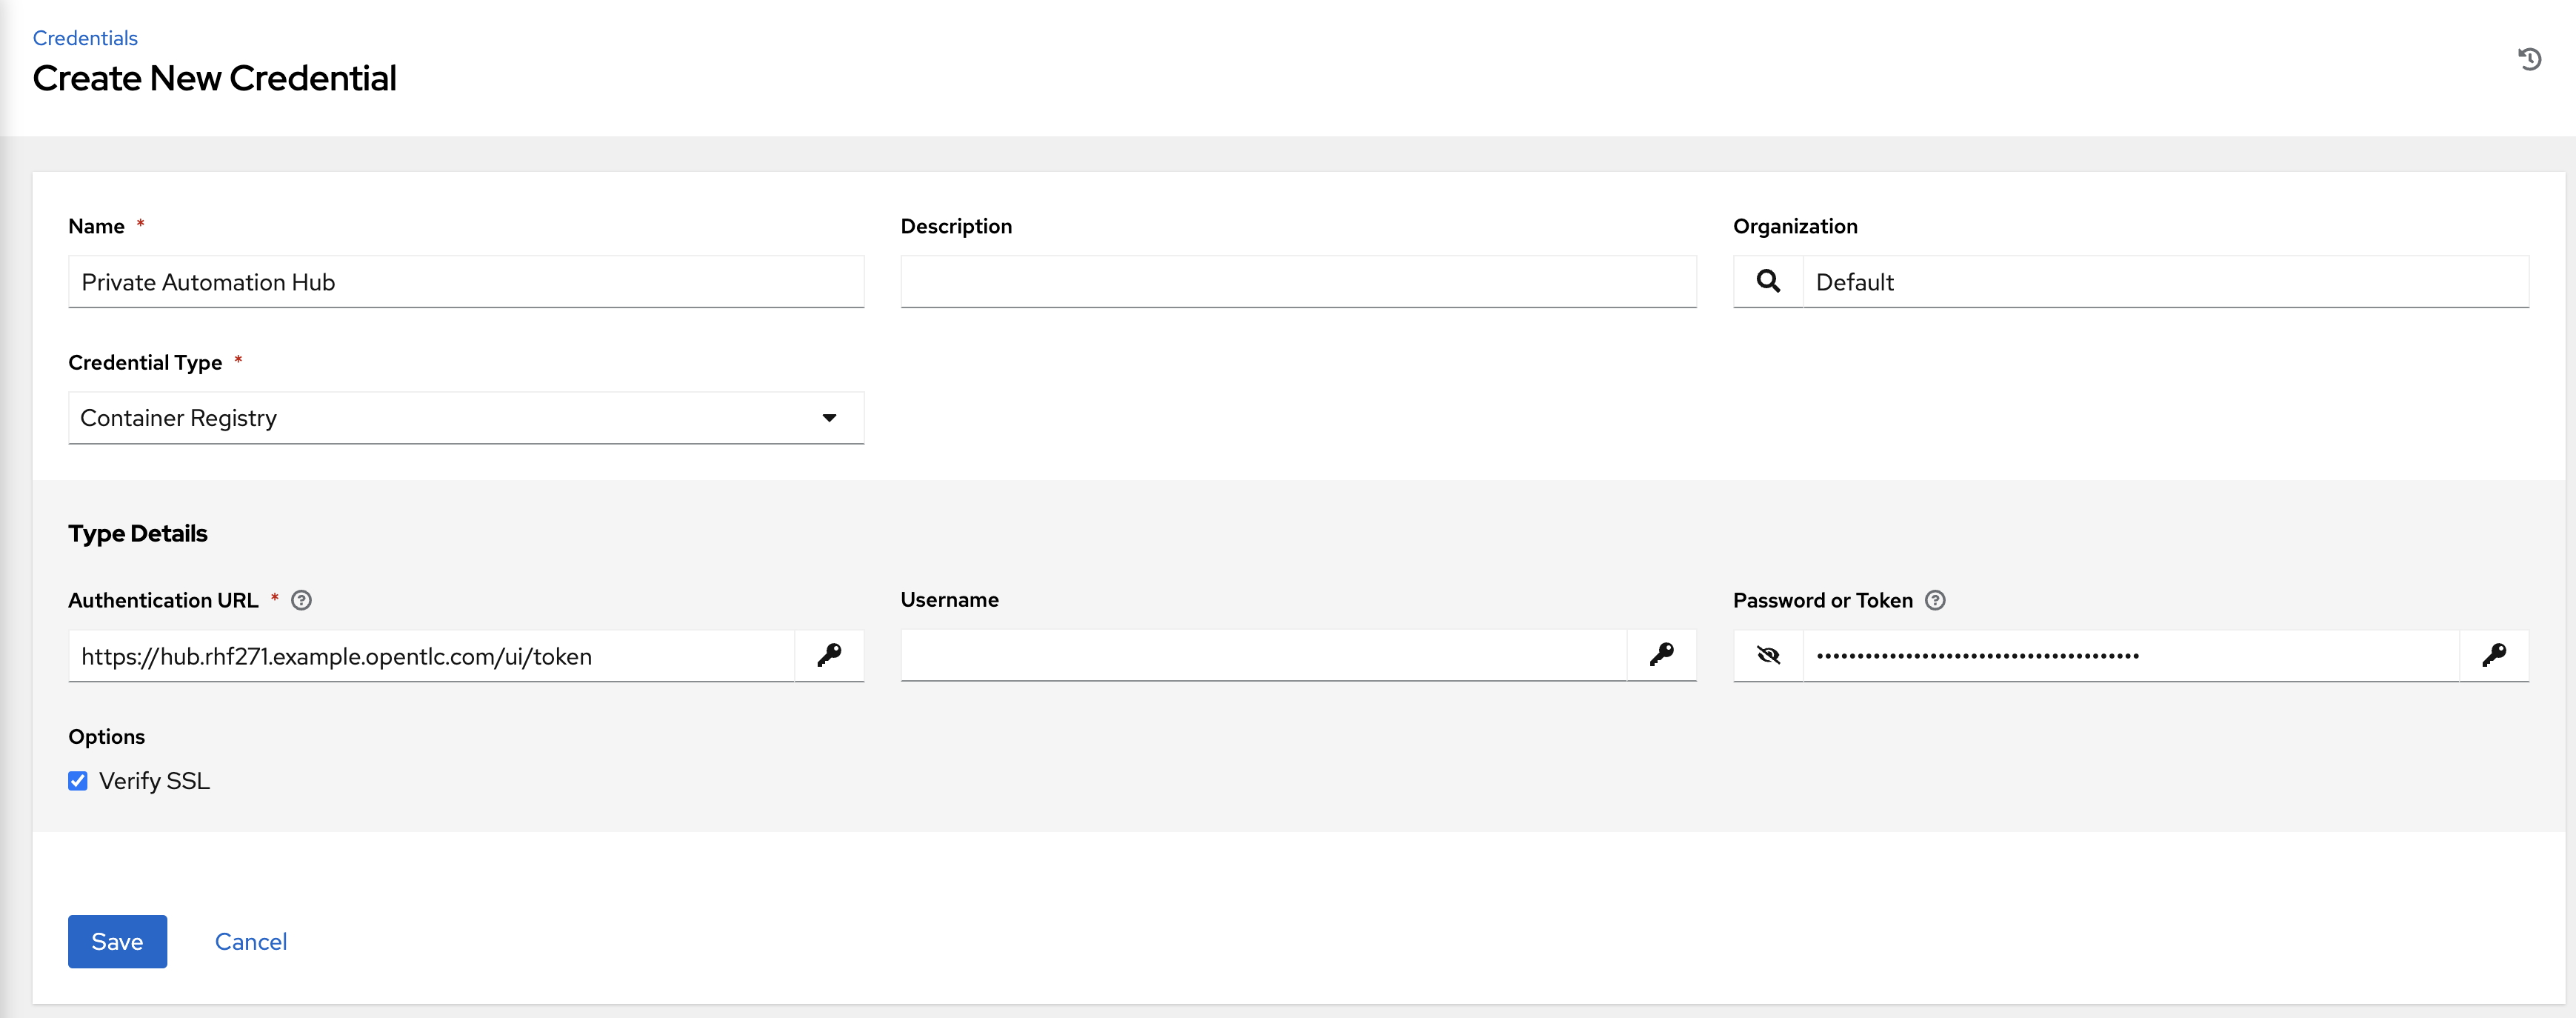 Credentials
Create New Credential
Name *
Description
Organization
Private Automation Hub
Default
Credential Type *
Container Registry
Type Details
Authentication URL *
Username
Password or Token
https://hub.rhf271.example.opentlc.com/ui/token
••••••••••••••••••••••••••••••••••••••••
Options
Verify SSL
Save
Cancel